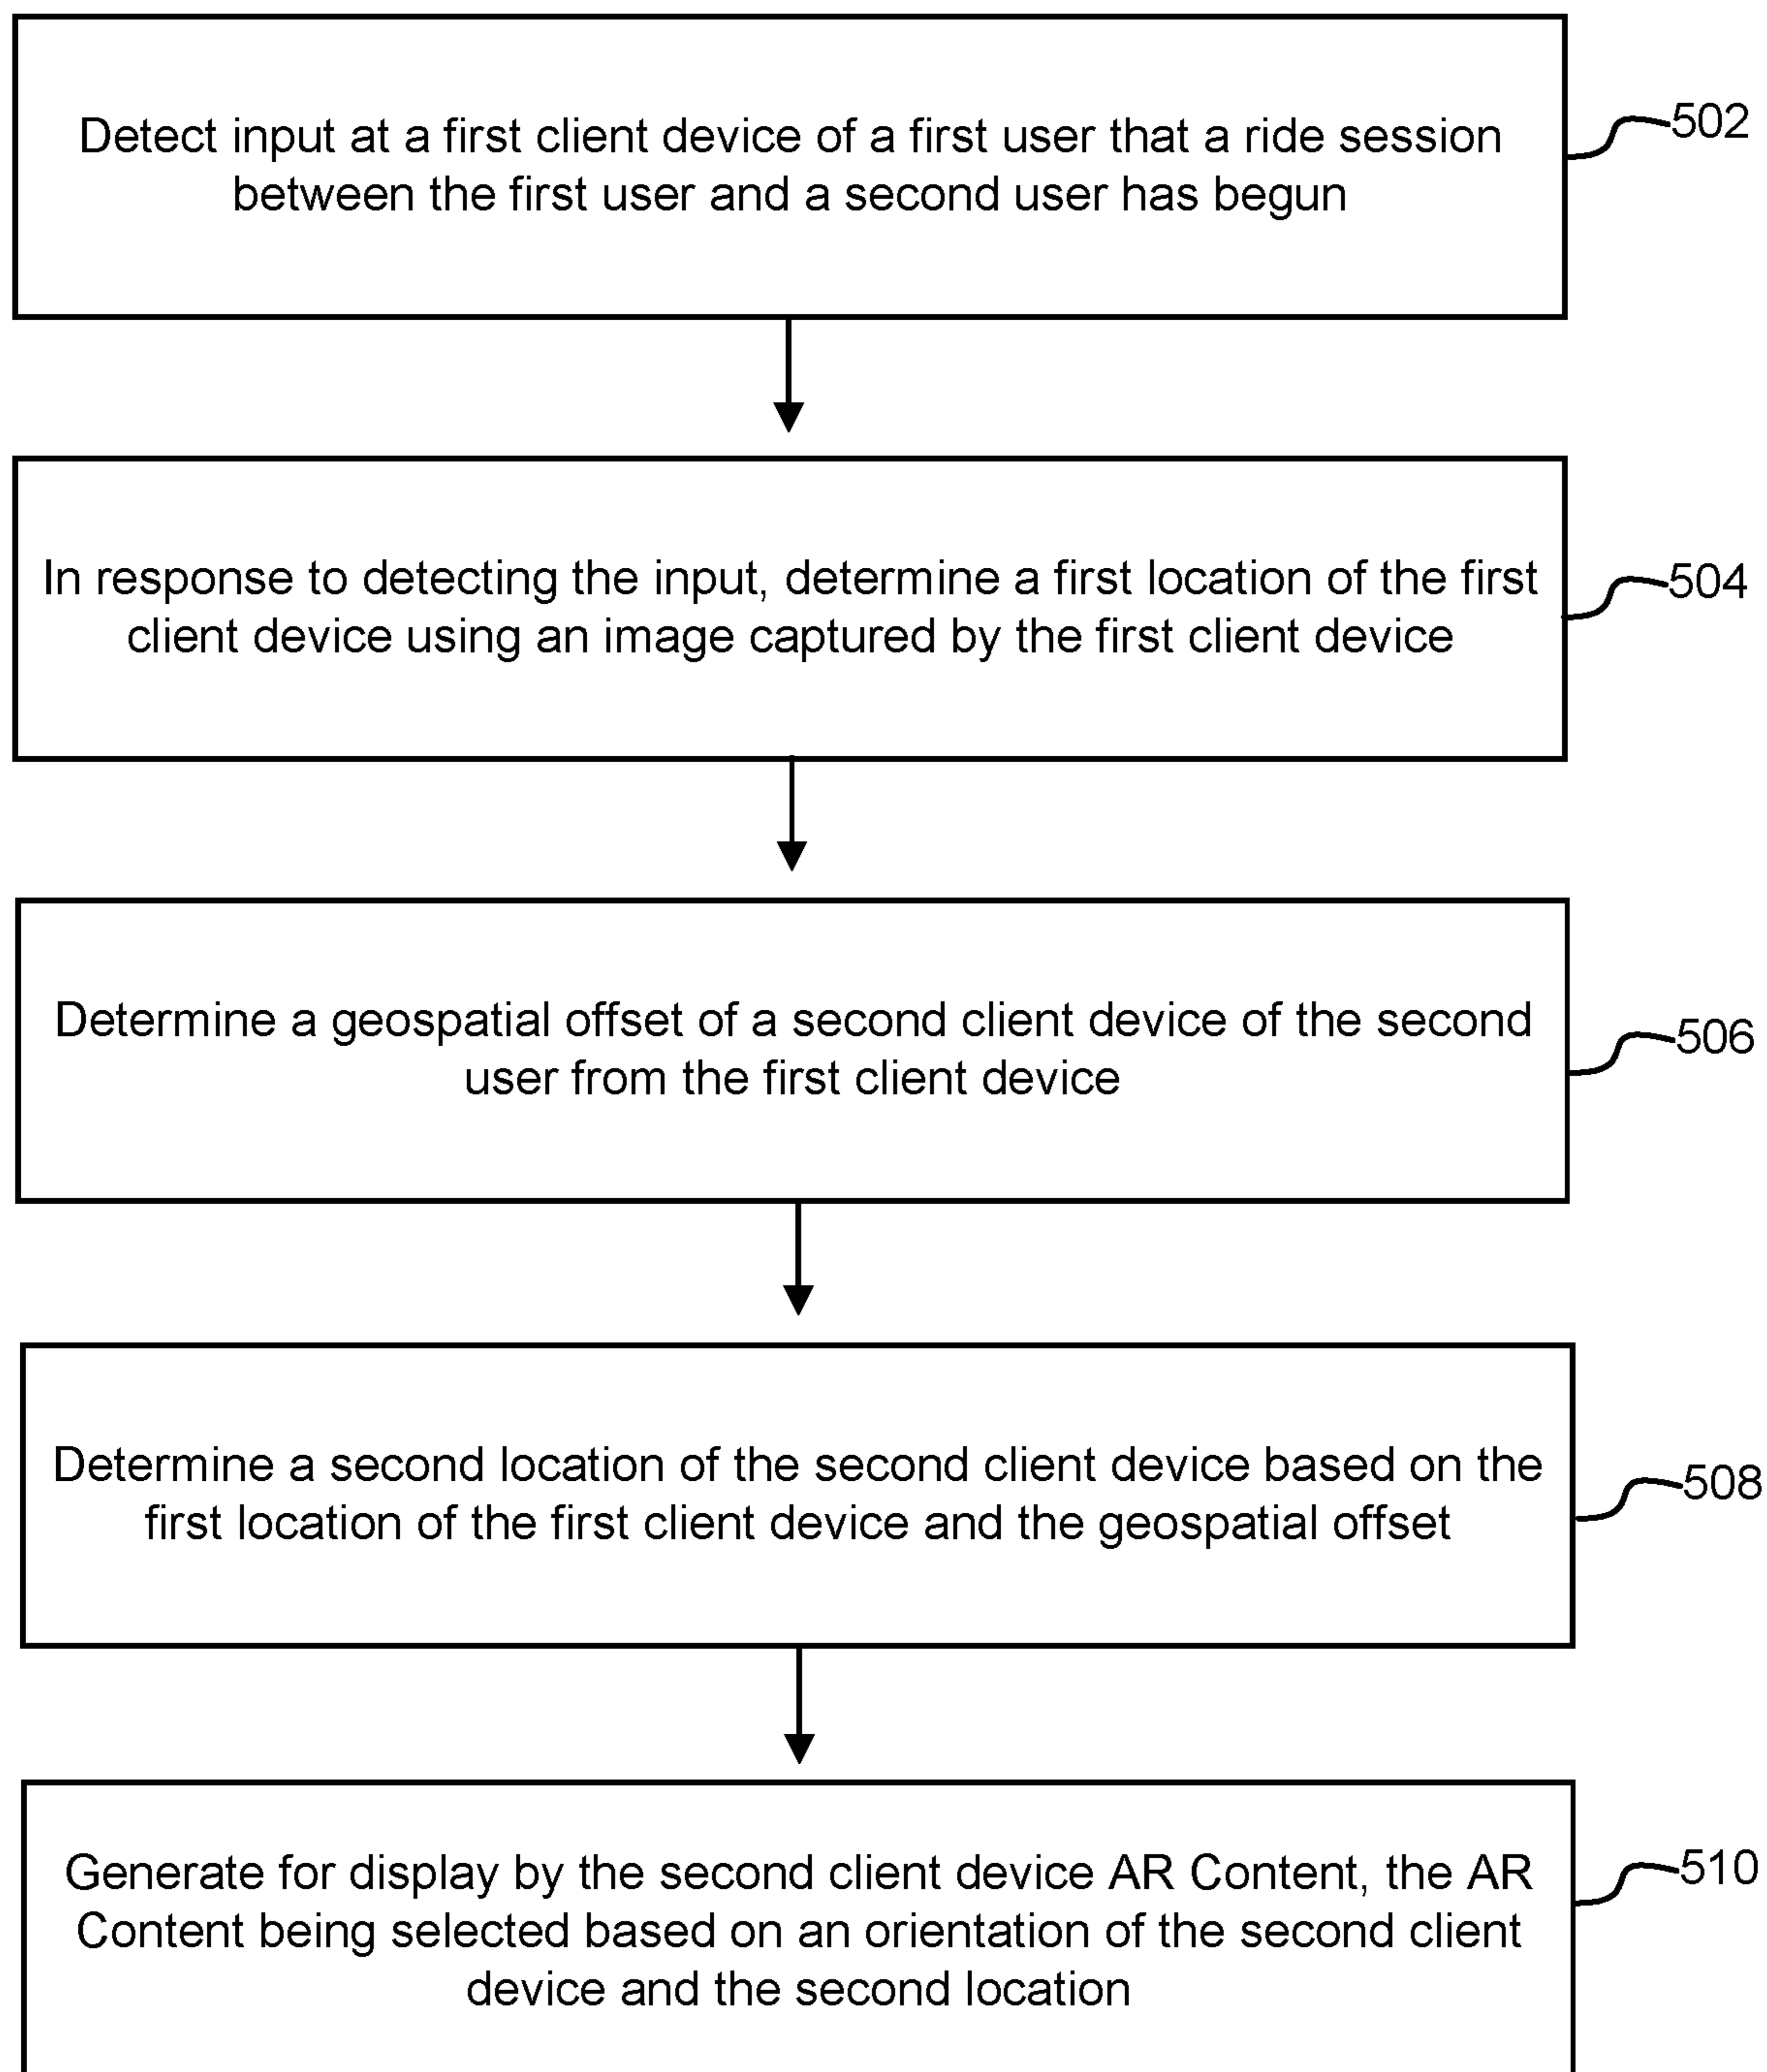 Detect input at a first client device of a first user that a ride session
between the first user and a second user has begun
502
In response to detecting the input, determine a first location of the first
client device using an image captured by the first client device
504
Determine a geospatial offset of a second client device of the second
user from the first client device
506
Determine a second location of the second client device based on the
first location of the first client device and the geospatial offset
508
Generate for display by the second client device AR Content, the AR
Content being selected based on an orientation of the second client
device and the second location
510